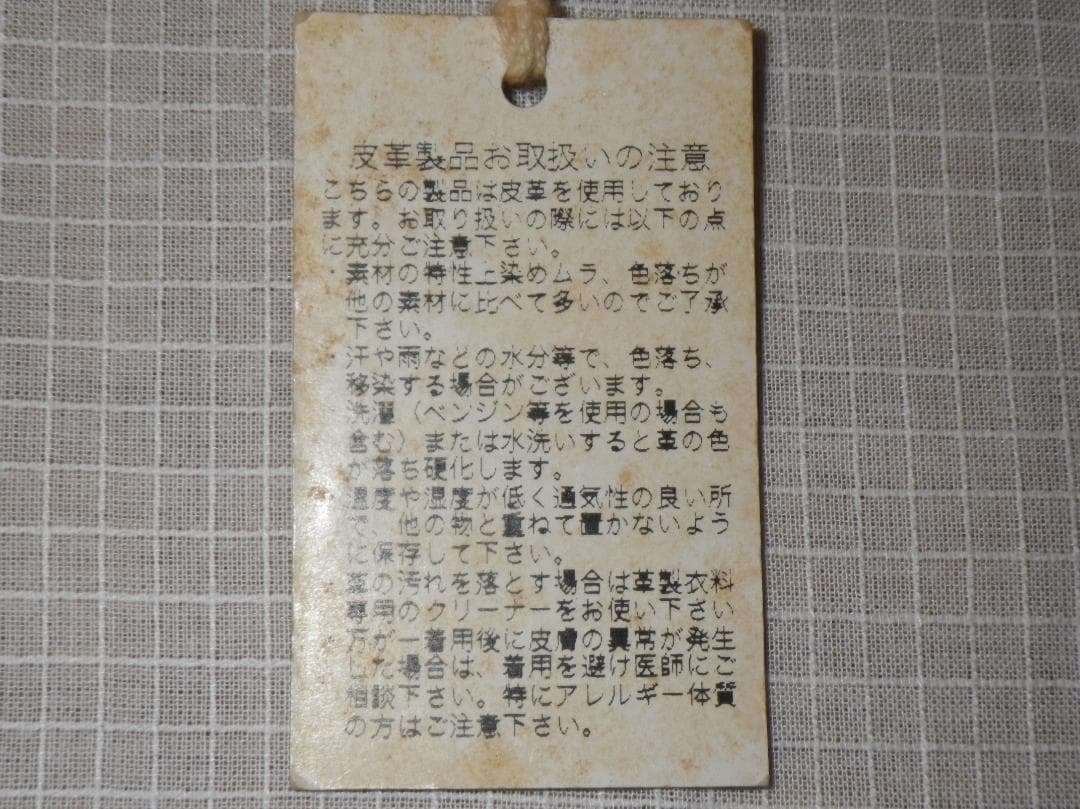 皮革製品お取扱いの注意
こちらの製品は皮革を使用しており
ます。お取り扱いの際には以下の点
に充分ご注意下さい。
・素材の特性上染めムラ、色落ちが
他の素材に比べて多いのでご了承
下さい。
汗や雨などの水分等で、色落ち、
移染する場合がございます。
洗濯（ベンジン等を使用の場合も
含む）または水洗いすると革の色
が落ち硬化します。
温度や湿度が低く通気性の良い所
で、他の物と重ねて置かないよう
に保存して下さい。
革の汚れを落とす場合は革製衣料
専用のクリーナーをお使い下さい
万が一着用後に皮膚の異常が発生
した場合は、着用を避け医師にご
相談下さい。特にアレルギー体質
の方はご注意下さい。